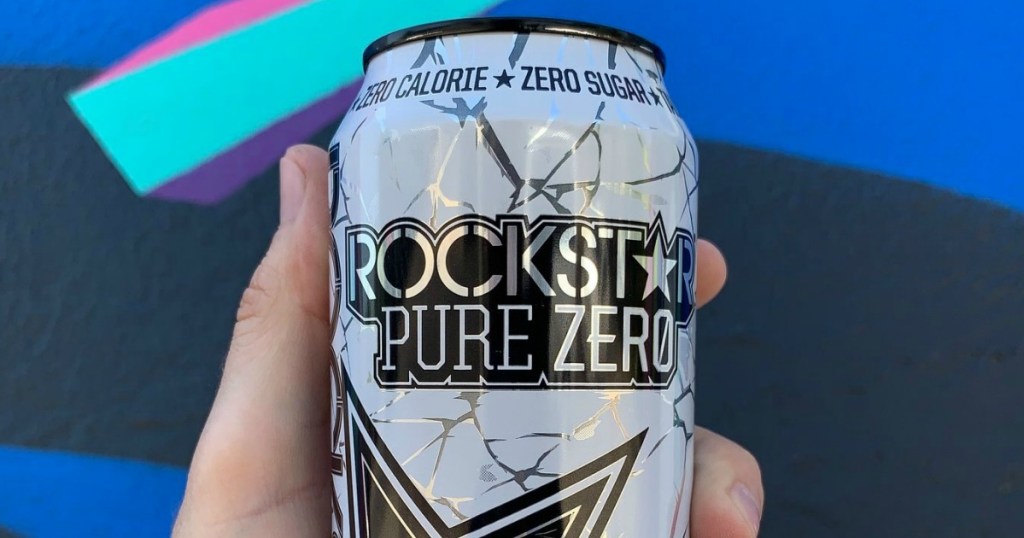 ZERO CALORIE ★ ZERO SUGAR ★
ROCKSTAR
PURE ZERO